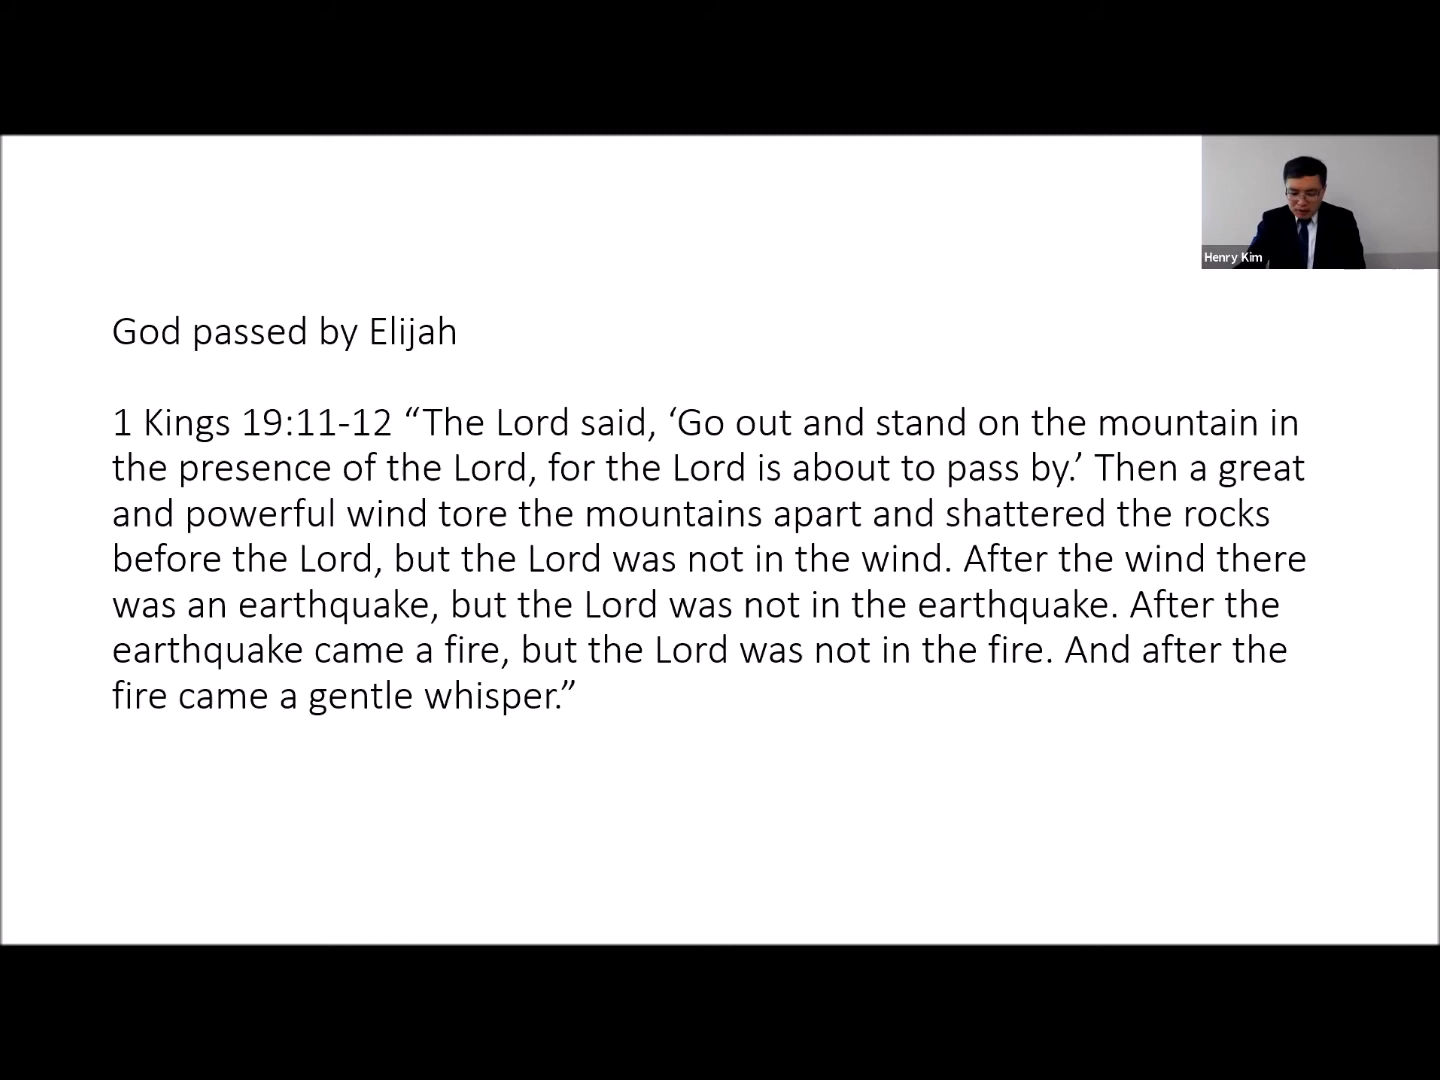 Henry Kim
God passed by Elijah
1 Kings 19:11-12 “The Lord said, ‘Go out and stand on the mountain in
the presence of the Lord, for the Lord is about to pass by.’ Then a great
and powerful wind tore the mountains apart and shattered the rocks
before the Lord, but the Lord was not in the wind. After the wind there
was an earthquake, but the Lord was not in the earthquake. After the
earthquake came a fire, but the Lord was not in the fire. And after the
fire came a gentle whisper.”